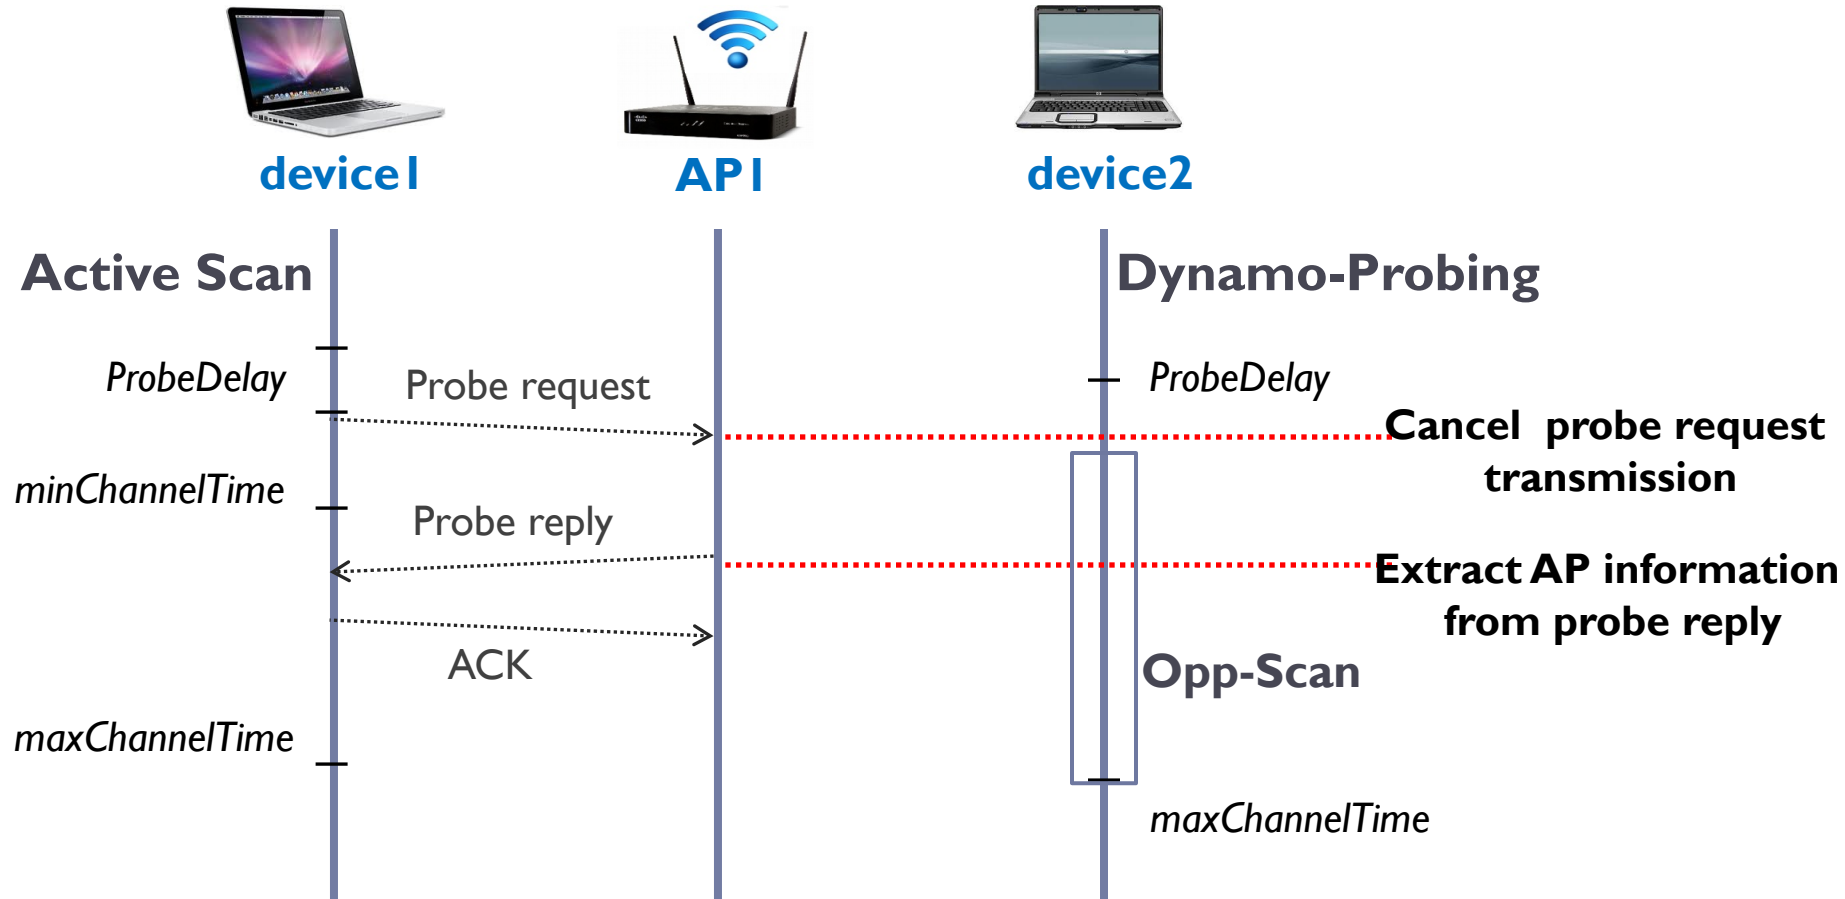 device1
AP1
device2
Active Scan
Dynamo-Probing
ProbeDelay
Probe request
ProbeDelay
Cancel probe request
transmission
minChannelTime
Probe reply
Extract AP information
from probe reply
ACK
Opp-Scan
maxChannelTime
maxChannelTime